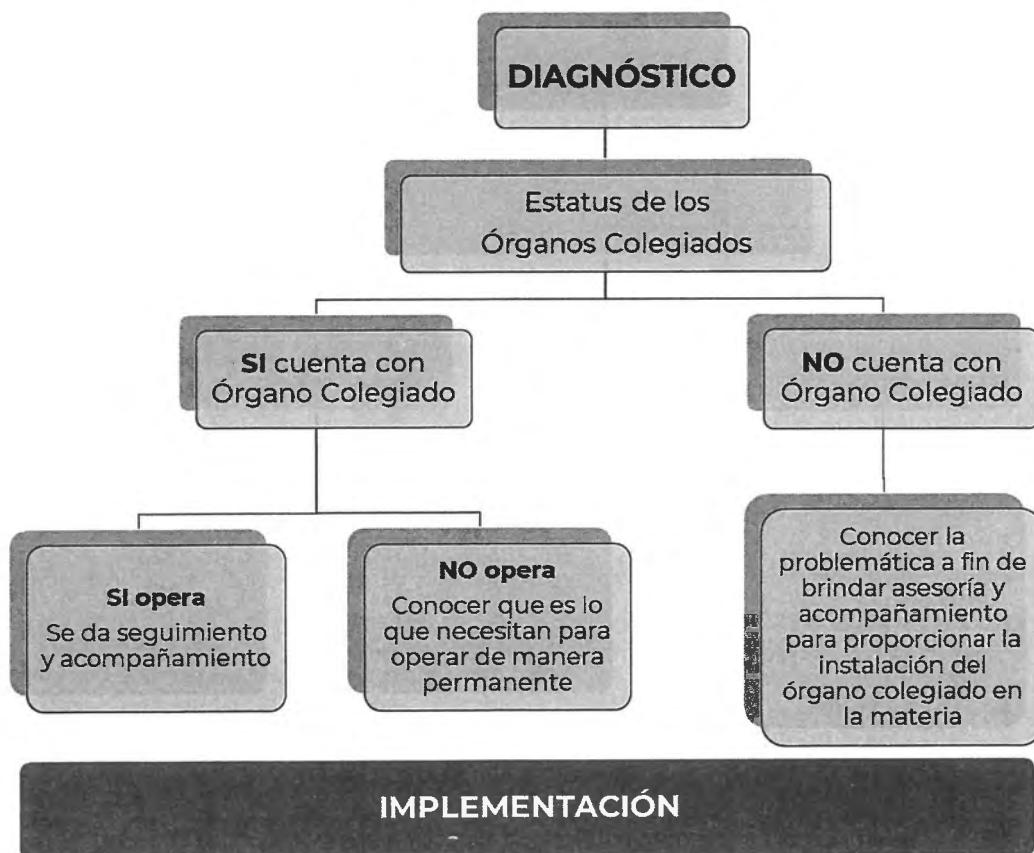 DIAGNÓSTICO
Estatus de los
Órganos Colegiados
SI cuenta con
Órgano Colegiado
NO cuenta con
Órgano Colegiado
SI opera
Se da seguimiento
y acompañamiento
NO opera
Conocer que es lo
que necesitan para
operar de manera
permanente
Conocer la
problemática a fin de
brindar asesoría y
acompañamiento
para proporcionar la
instalación del
órgano colegiado en
la materia
IMPLEMENTACIÓN